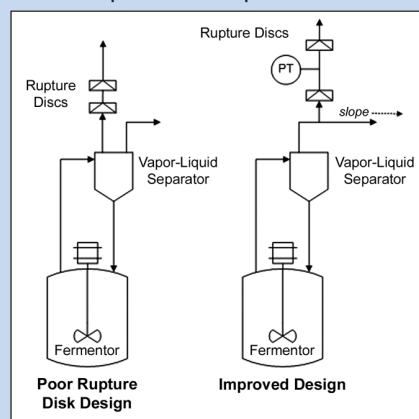 Rupture
Discs
Vapor-Liquid
Separator
Fermentor
Poor Rupture
Disk Design
Rupture Discs
PT
slope
Vapor-Liquid
Separator
Fermentor
Improved Design